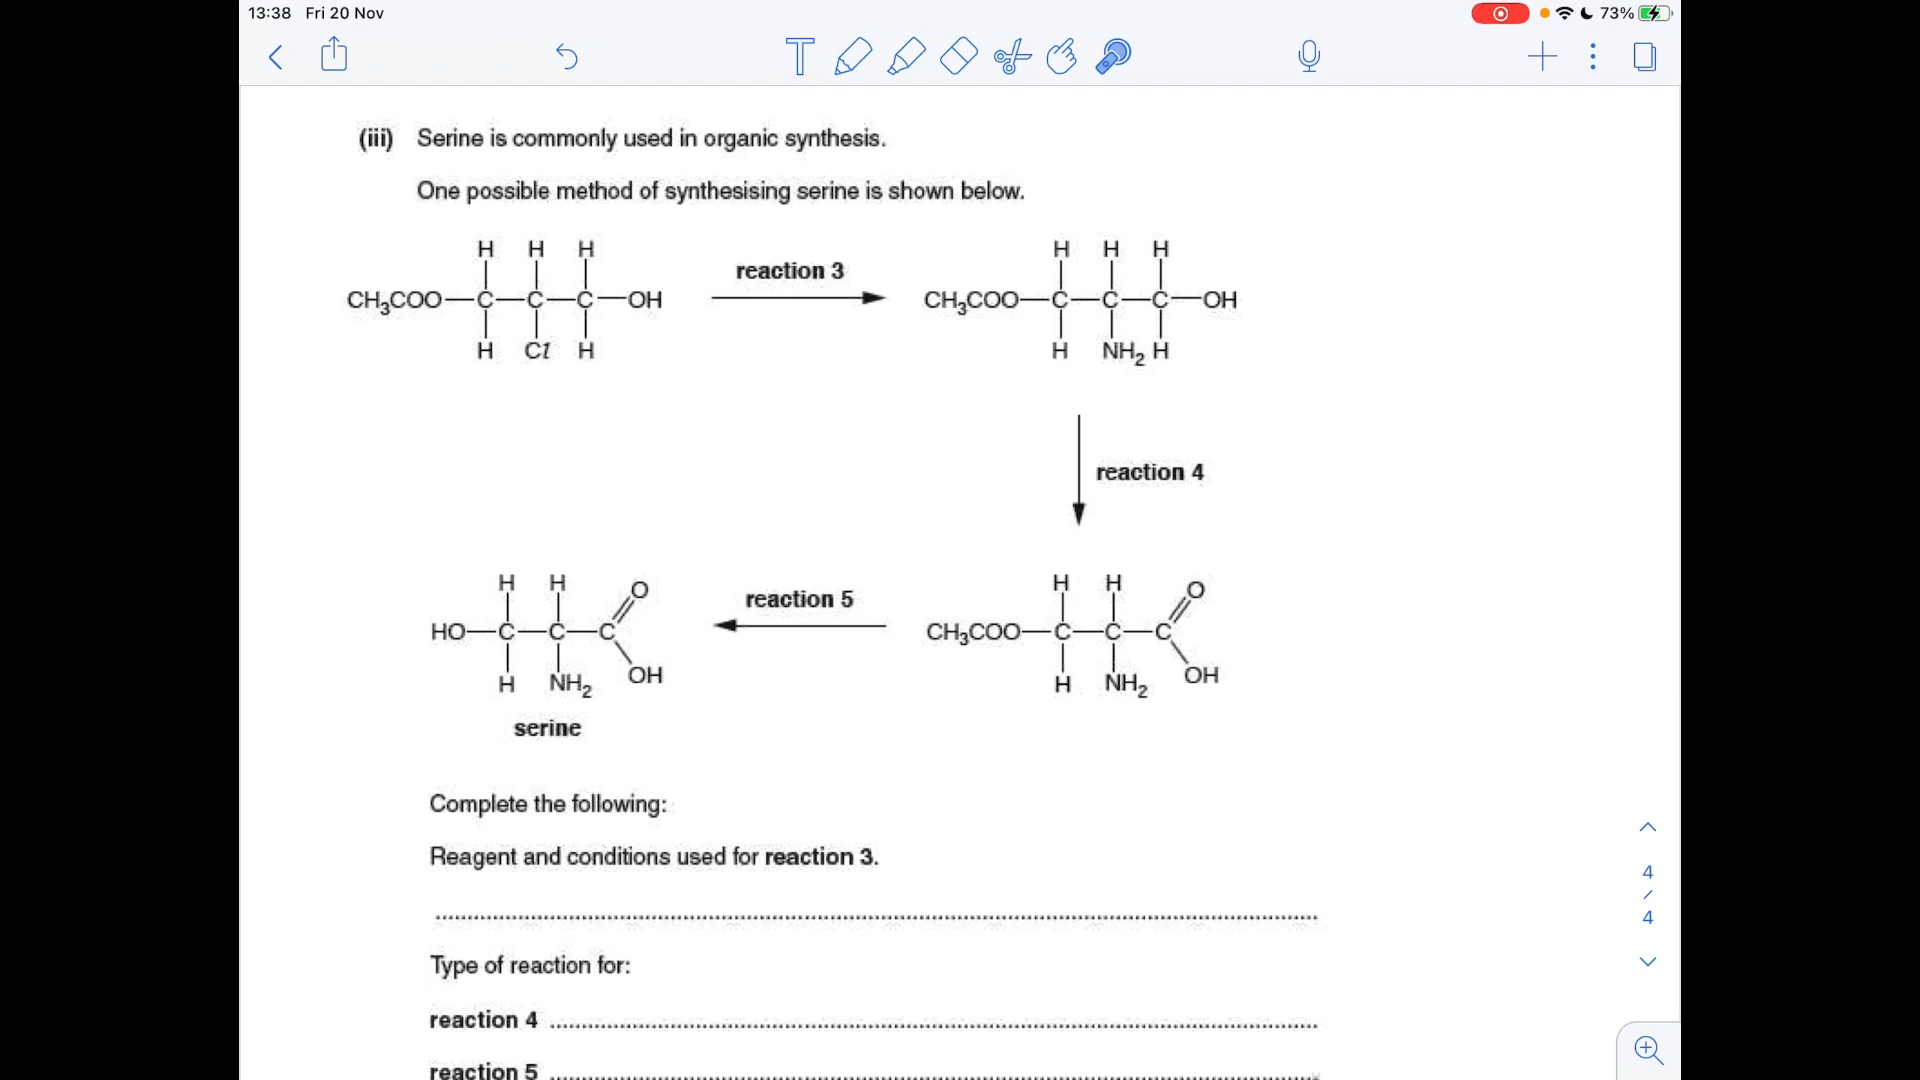 13:38 Fri 20 Nov
73%
T
(iii) Serine is commonly used in organic synthesis.
One possible method of synthesising serine is shown below.
H H H
CH3COO—C—C—C—OH
H Cl H
reaction 3
H H H
CH3COO—C—C—C—OH
H NH2 H
reaction 4
H H O
CH3COO—C—C—C
H NH2 OH
reaction 5
H H O
HO—C—C—C
H NH2 OH
serine
Complete the following:
Reagent and conditions used for reaction 3.
Type of reaction for:
reaction 4
reaction 5
4
/
4